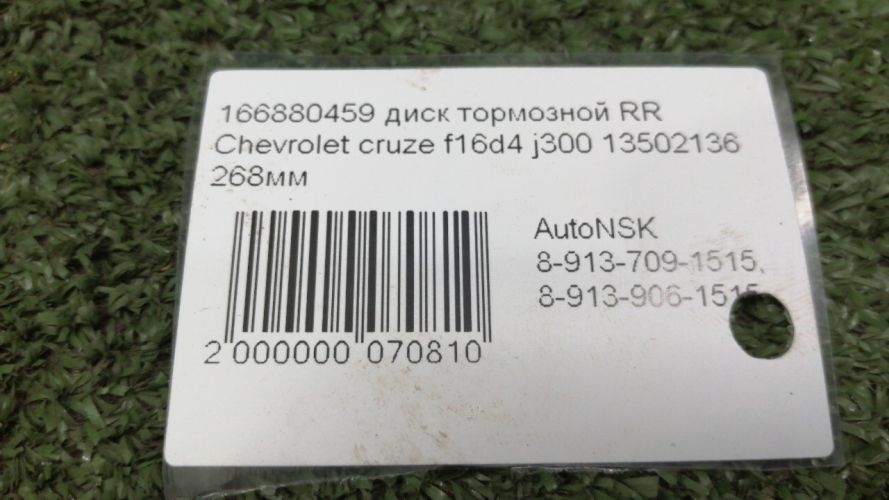 166880459 диск тормозной RR
Chevrolet cruze f16d4 j300 13502136
268мм
AutoNSK
8-913-709-1515,
8-913-906-1515
2 000000 070810